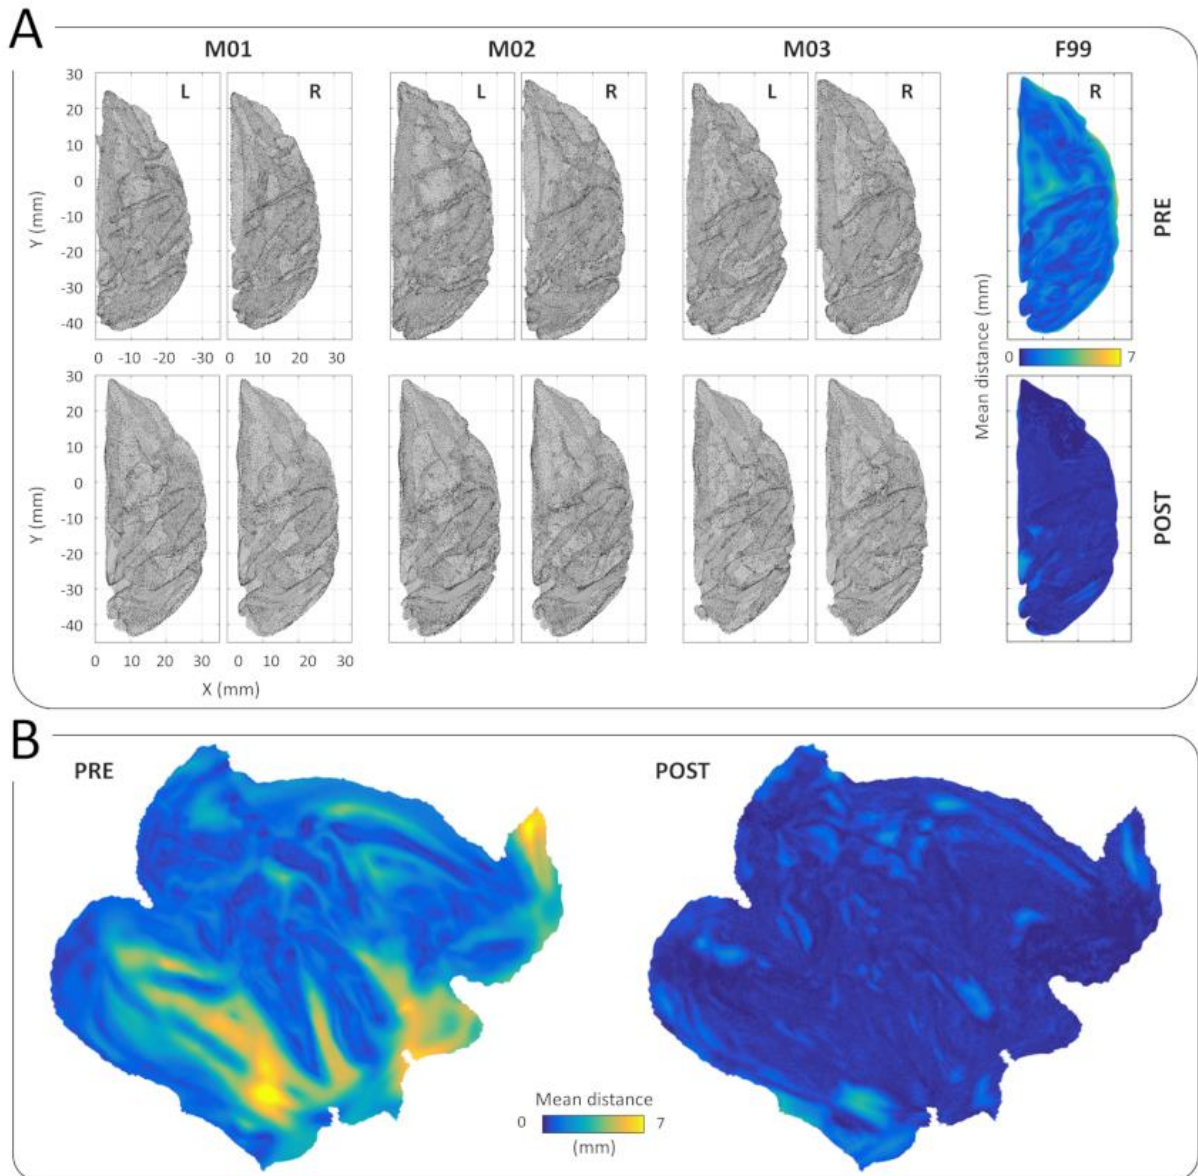 A
M01 M02 M03 F99
30 L R L R L R R
20
10
0
-10
-20
-30
-40
Y (mm)
PRE
0 -10 -20 -30 0 10 20 30
Mean distance (mm)
0 7
30
20
10
0
-10
-20
-30
-40
Y (mm)
POST
0 10 20 30 0 10 20 30
X (mm)
B
PRE POST
Mean distance
0 7
(mm)